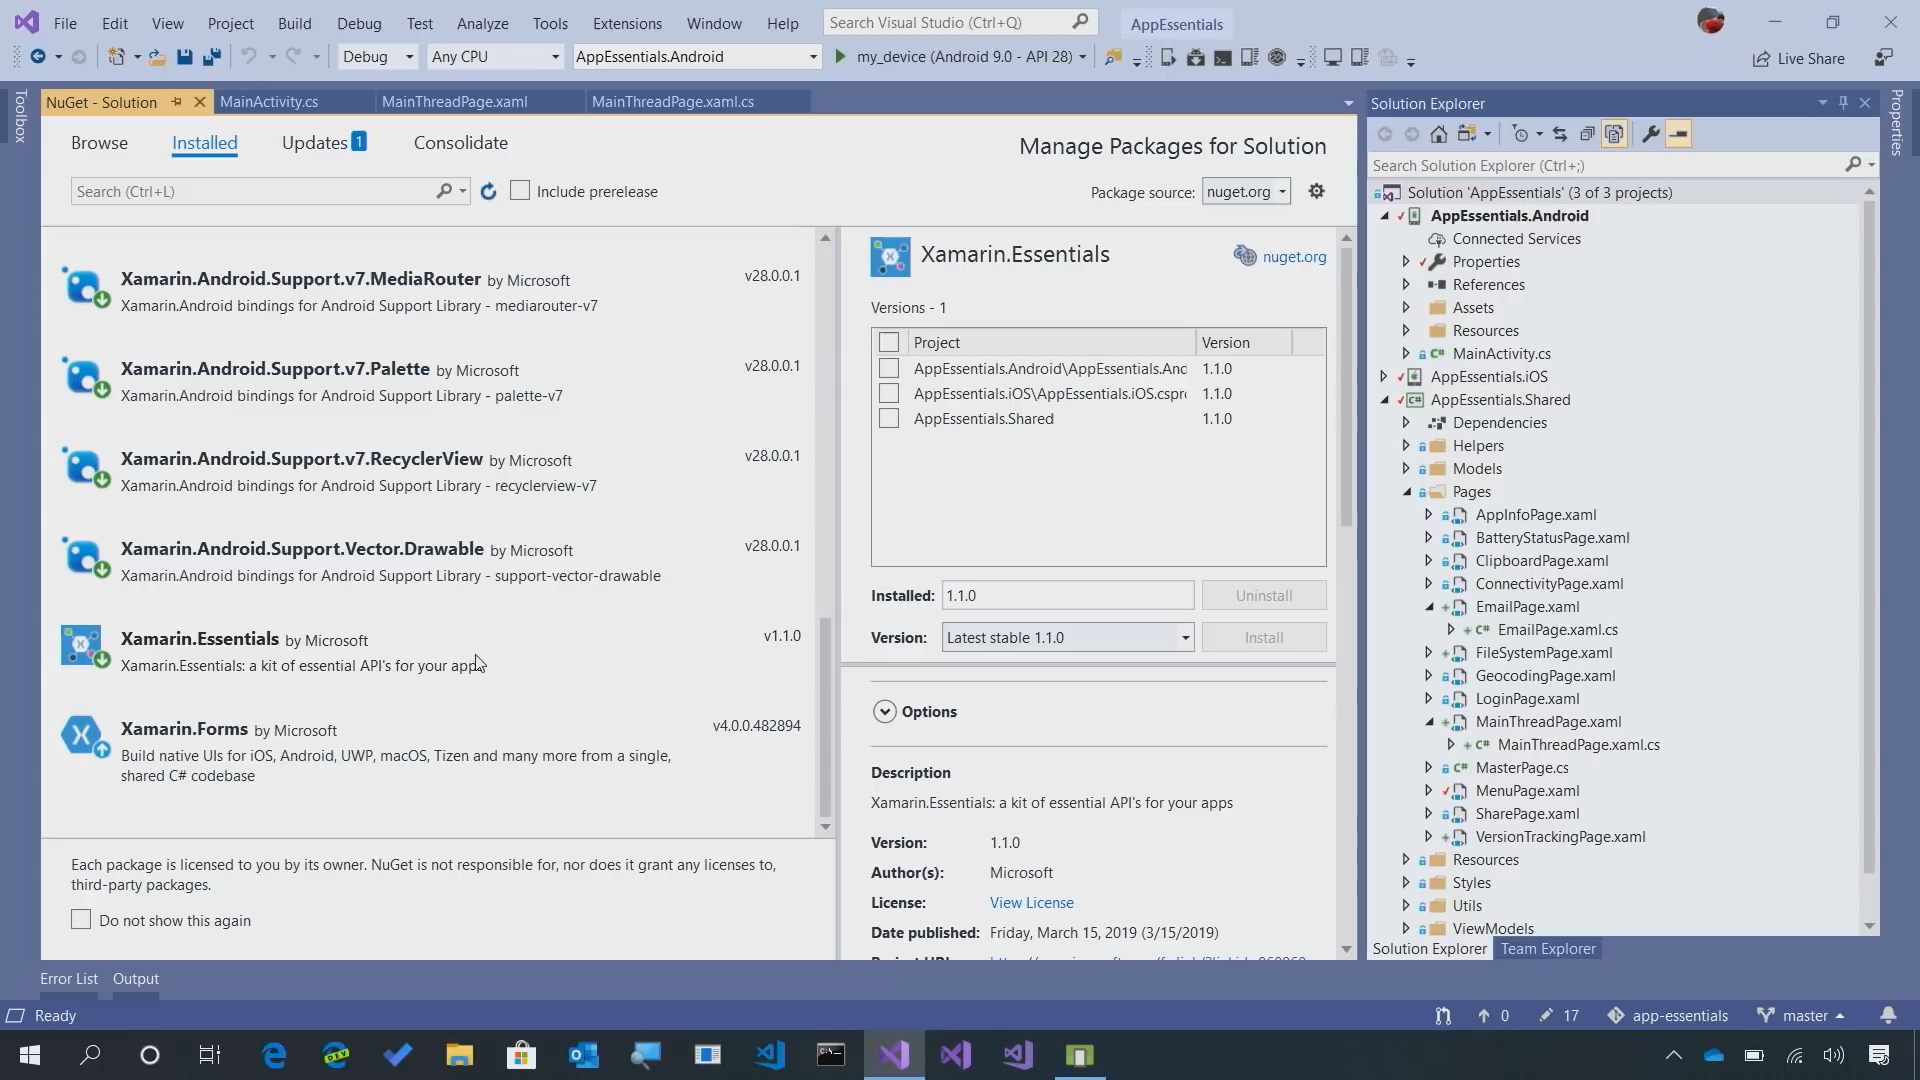 File Edit View Project Build Debug Test Analyze Tools Extensions Window Help Search Visual Studio (Ctrl+Q) AppEssentials
Debug Any CPU AppEssentials.Android my_device (Android 9.0 - API 28) Live Share
Toolbox
NuGet - Solution MainActivity.cs MainThreadPage.xaml MainThreadPage.xaml.cs
Browse Installed Updates 1 Consolidate
Manage Packages for Solution
Search (Ctrl+L) Include prerelease Package source: nuget.org
Xamarin.Android.Support.v7.MediaRouter by Microsoft v28.0.0.1
Xamarin.Android bindings for Android Support Library - mediarouter-v7
Xamarin.Android.Support.v7.Palette by Microsoft v28.0.0.1
Xamarin.Android bindings for Android Support Library - palette-v7
Xamarin.Android.Support.v7.RecyclerView by Microsoft v28.0.0.1
Xamarin.Android bindings for Android Support Library - recyclerview-v7
Xamarin.Android.Support.Vector.Drawable by Microsoft v28.0.0.1
Xamarin.Android bindings for Android Support Library - support-vector-drawable
Xamarin.Essentials by Microsoft v1.1.0
Xamarin.Essentials: a kit of essential API's for your apps
Xamarin.Forms by Microsoft v4.0.0.482894
Build native UIs for iOS, Android, UWP, macOS, Tizen and many more from a single,
shared C# codebase
Each package is licensed to you by its owner. NuGet is not responsible for, nor does it grant any licenses to,
third-party packages.
Do not show this again
Xamarin.Essentials nuget.org
Versions - 1
Project Version
AppEssentials.Android\AppEssentials.And 1.1.0
AppEssentials.iOS\AppEssentials.iOS.cspr 1.1.0
AppEssentials.Shared 1.1.0
Installed: 1.1.0 Uninstall
Version: Latest stable 1.1.0 Install
Options
Description
Xamarin.Essentials: a kit of essential API's for your apps
Version: 1.1.0
Author(s): Microsoft
License: View License
Date published: Friday, March 15, 2019 (3/15/2019)
Solution Explorer
Search Solution Explorer (Ctrl+;)
Solution 'AppEssentials' (3 of 3 projects)
AppEssentials.Android
Connected Services
Properties
References
Assets
Resources
C# MainActivity.cs
AppEssentials.iOS
C# AppEssentials.Shared
Dependencies
Helpers
Models
Pages
AppInfoPage.xaml
BatteryStatusPage.xaml
ClipboardPage.xaml
ConnectivityPage.xaml
EmailPage.xaml
C# EmailPage.xaml.cs
FileSystemPage.xaml
GeocodingPage.xaml
LoginPage.xaml
MainThreadPage.xaml
C# MainThreadPage.xaml.cs
C# MasterPage.cs
MenuPage.xaml
SharePage.xaml
VersionTrackingPage.xaml
Resources
Styles
Utils
ViewModels
Solution Explorer Team Explorer
Properties
Error List Output
Ready 0 17 app-essentials master
DEV